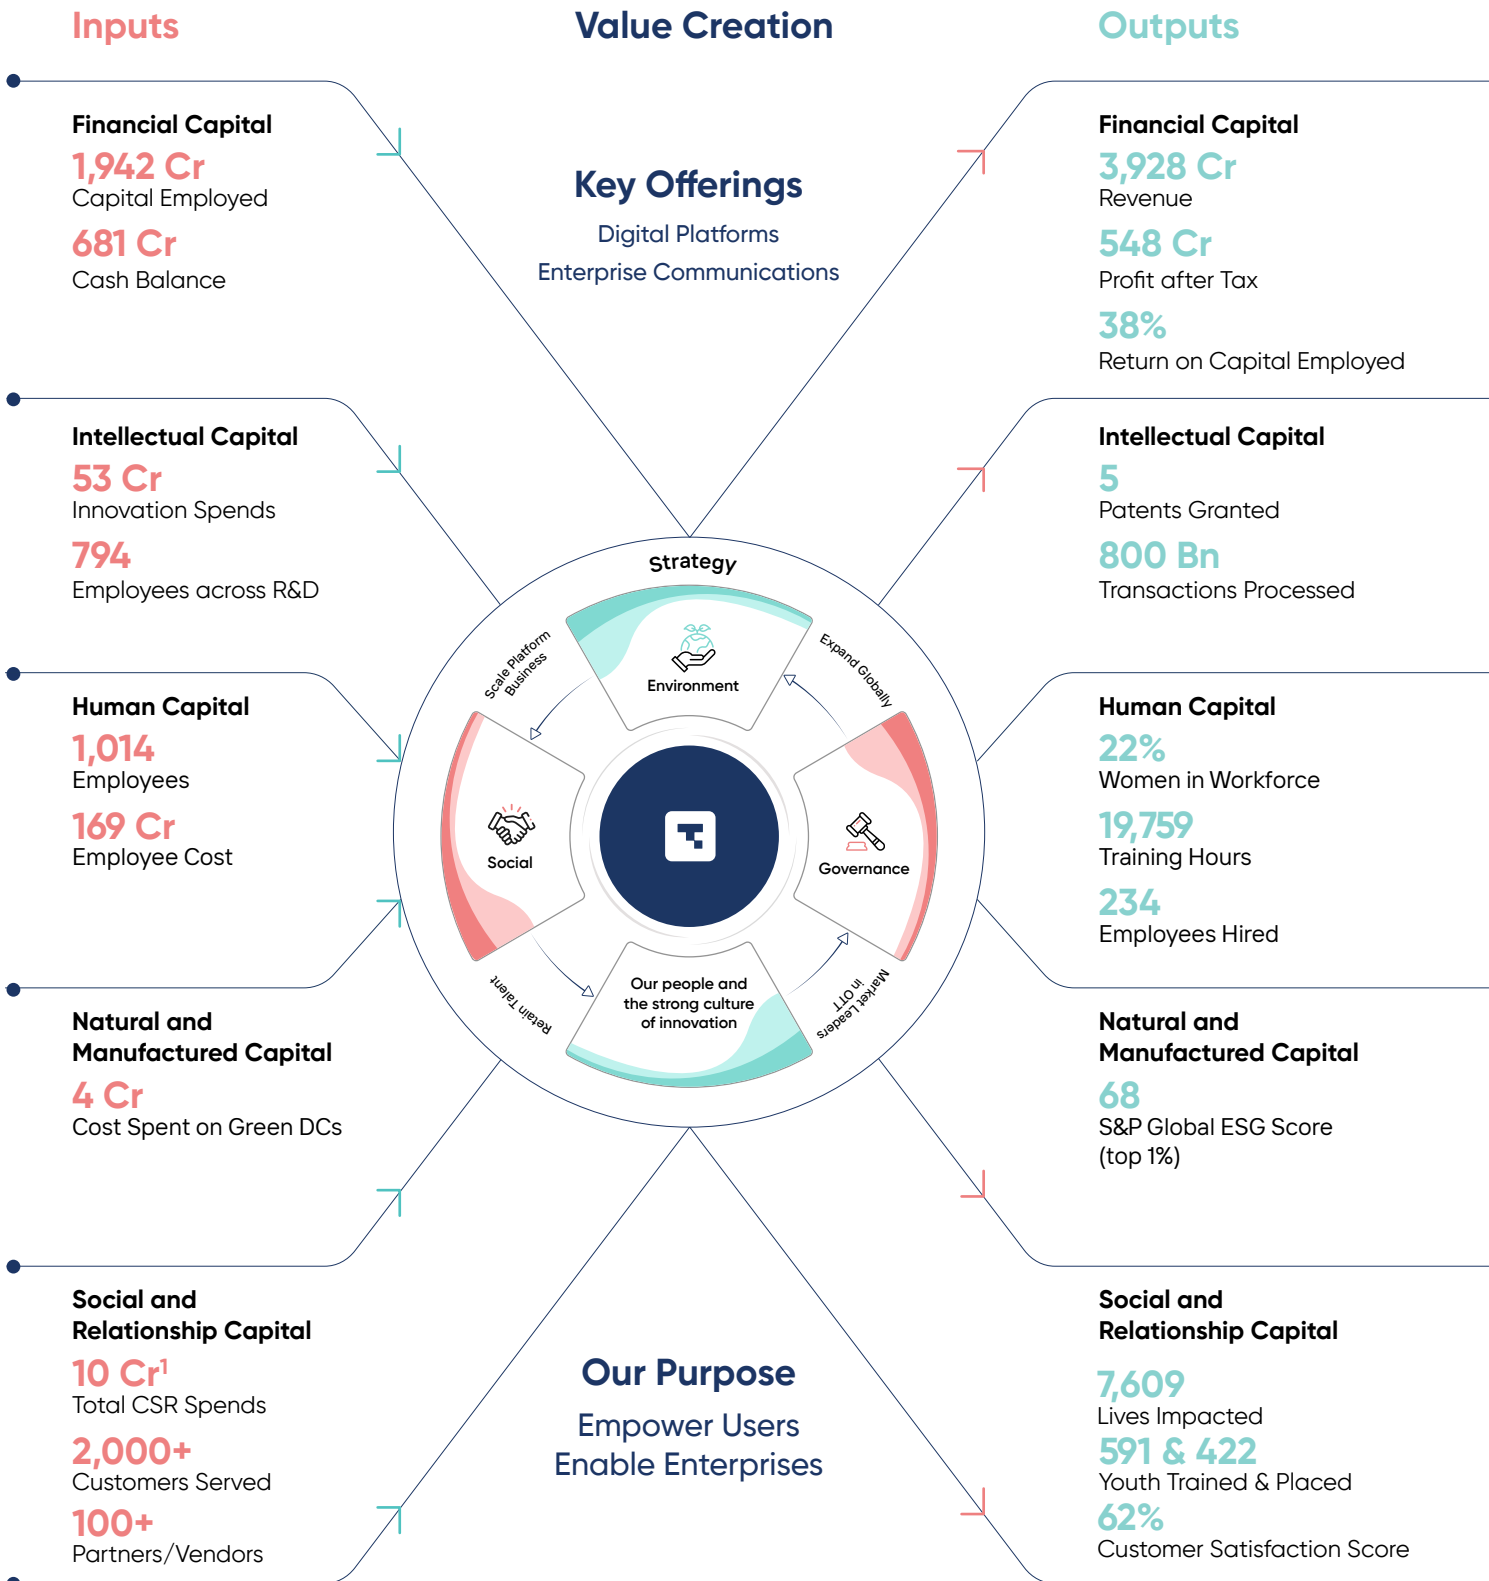 Inputs
Financial Capital
1,942 Cr
Capital Employed
681 Cr
Cash Balance
Intellectual Capital
53 Cr
Innovation Spends
794
Employees across R&D
Human Capital
1,014
Employees
169 Cr
Employee Cost
Natural and
Manufactured Capital
4 Cr
Cost Spent on Green DCs
Social and
Relationship Capital
10 Cr¹
Total CSR Spends
2,000+
Customers Served
100+
Partners/Vendors
Value Creation
Key Offerings
Digital Platforms
Enterprise Communications
Strategy
Scale Platform
Business
Expand Globally
Environment
Social
Governance
Retain Talent
Market Leaders
in OTT
Our people and
the strong culture
of innovation
Our Purpose
Empower Users
Enable Enterprises
Outputs
Financial Capital
3,928 Cr
Revenue
548 Cr
Profit after Tax
38%
Return on Capital Employed
Intellectual Capital
5
Patents Granted
800 Bn
Transactions Processed
Human Capital
22%
Women in Workforce
19,759
Training Hours
234
Employees Hired
Natural and
Manufactured Capital
68
S&P Global ESG Score
(top 1%)
Social and
Relationship Capital
7,609
Lives Impacted
591 & 422
Youth Trained & Placed
62%
Customer Satisfaction Score